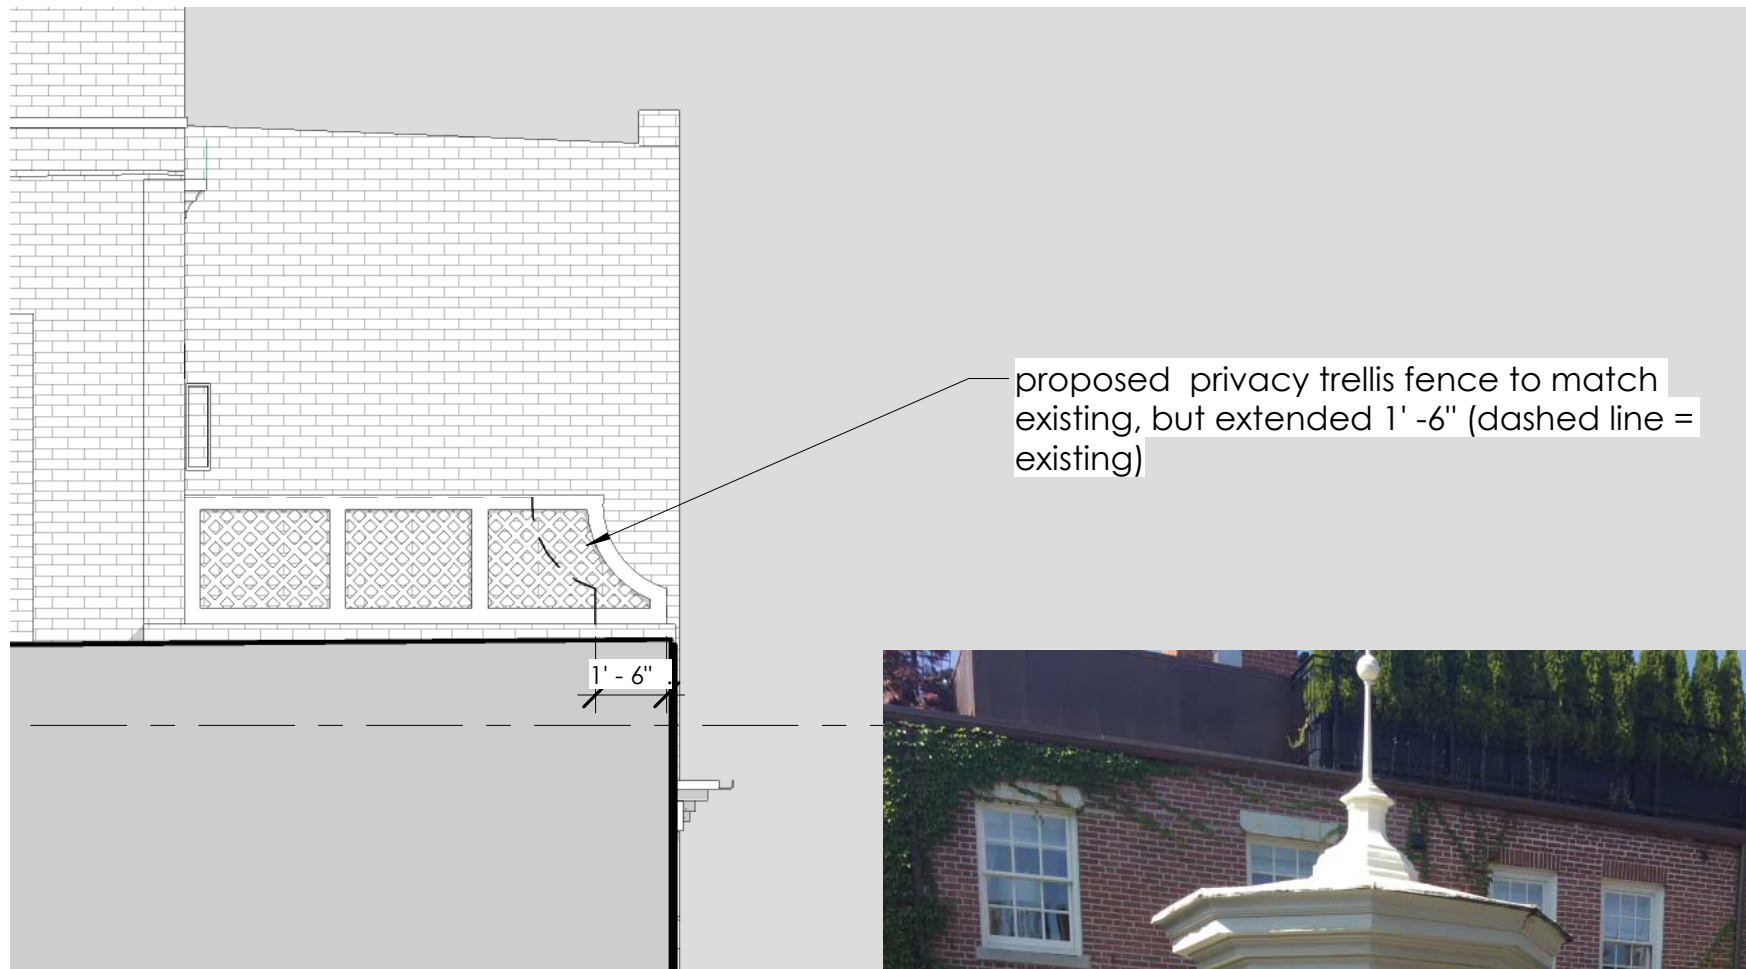 proposed privacy trellis fence to match
existing, but extended 1' -6" (dashed line =
existing)
1' - 6"